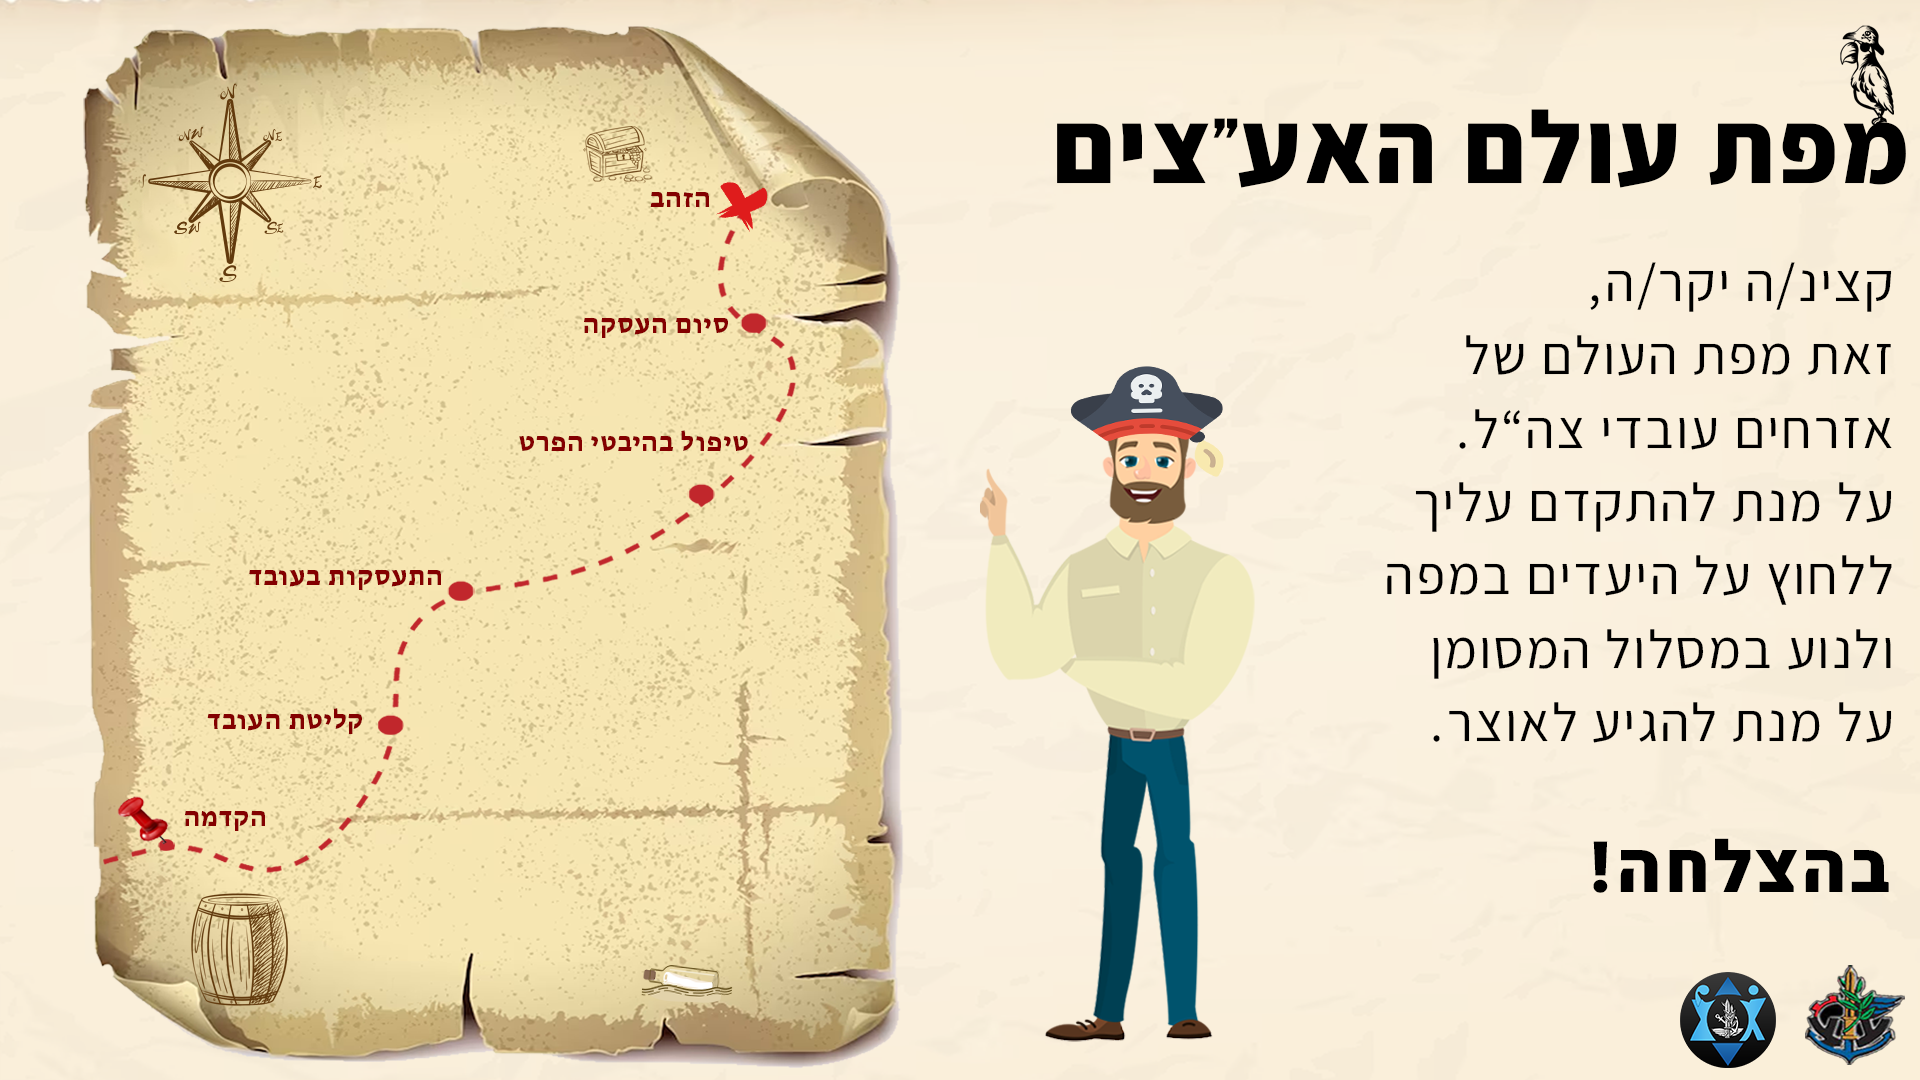 מפת עולם האע״צים
קצינ/ה יקר/ה,
זאת מפת העולם של
אזרחים עובדי צה“ל.
על מנת להתקדם עליך
ללחוץ על היעדים במפה
ולנוע במסלול המסומן
על מנת להגיע לאוצר.
בהצלחה!
הזהב
סיום העסקה
טיפול בהיבטי הפרט
התעסקות בעובד
קליטת העובד
הקדמה
N
NW
NE
E
SW
SE
S